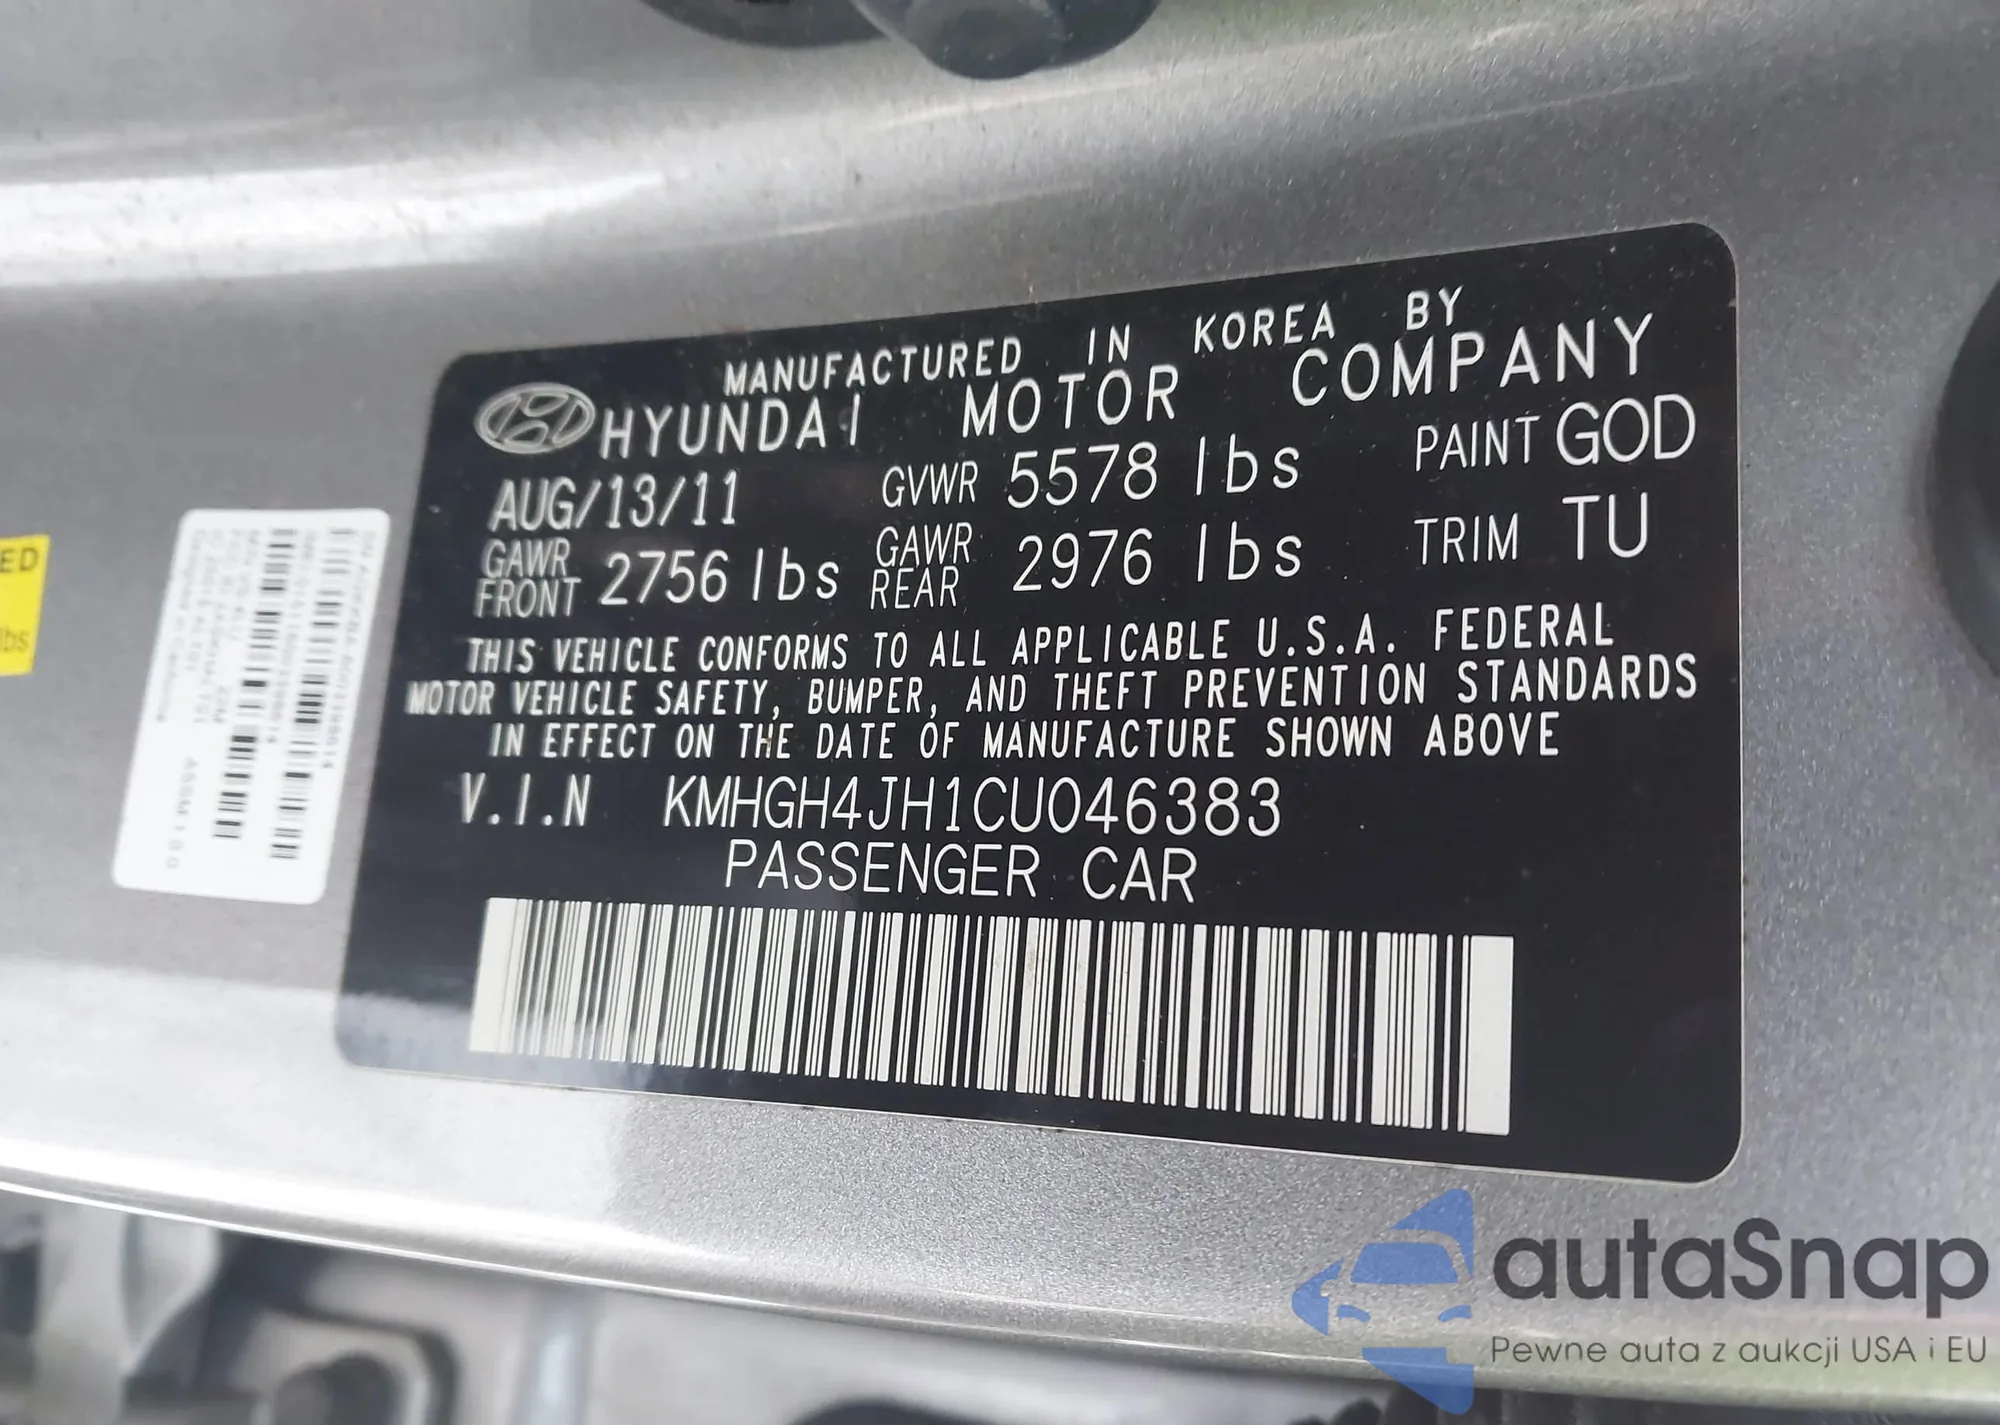 MANUFACTURED IN KOREA BY
HYUNDAI MOTOR COMPANY
AUG/13/11 GVWR 5578 lbs PAINT GOD
GAWR FRONT 2756 lbs GAWR REAR 2976 lbs TRIM TU
THIS VEHICLE CONFORMS TO ALL APPLICABLE U.S.A. FEDERAL
MOTOR VEHICLE SAFETY, BUMPER, AND THEFT PREVENTION STANDARDS
IN EFFECT ON THE DATE OF MANUFACTURE SHOWN ABOVE
V.I.N KMHGH4JH1CU046383
PASSENGER CAR
ED
lbs
ASSM100
autaSnap
Pewne auta z aukcji USA i EU